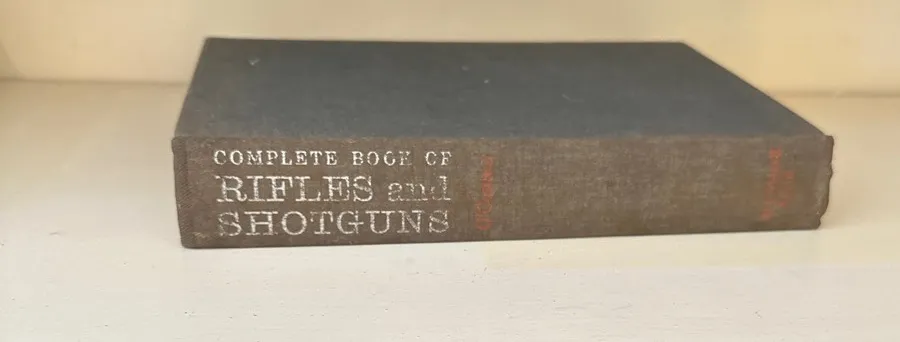 COMPLETE BOOK OF
RIFLES and
SHOTGUNS